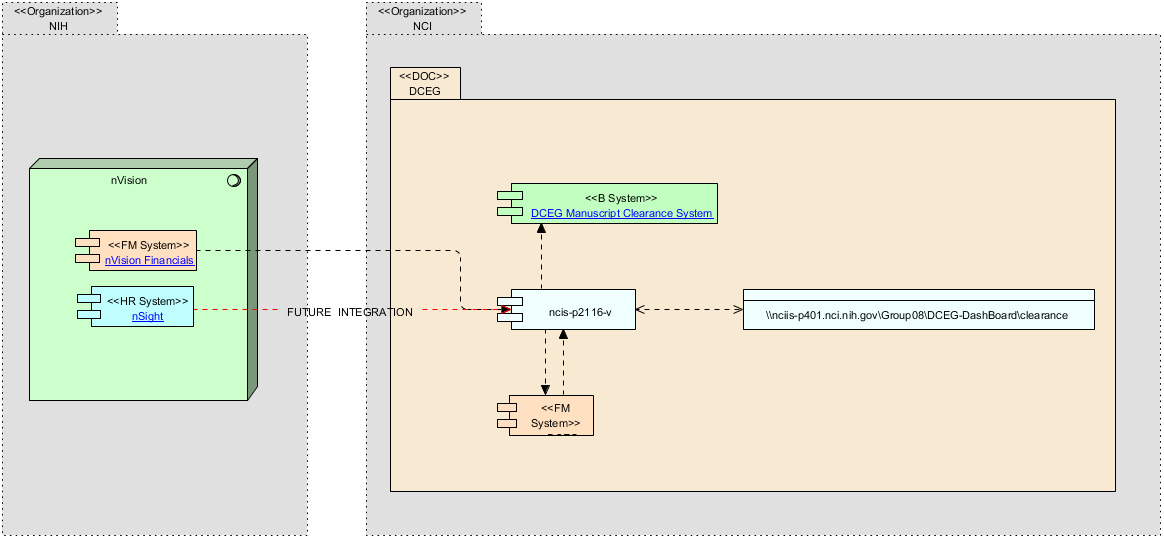 <<Organization>>
NIH
<<Organization>>
NCI
<<DOC>>
DCEG
nVision
<<FM System>>
nVision Financials
<<HR System>>
nSight
FUTURE INTEGRATION
<<B System>>
DCEG Manuscript Clearance System
ncis-p2116-v
\\nciis-p401.nci.nih.gov\Group08\DCEG-DashBoard\clearance
<<FM
System>>